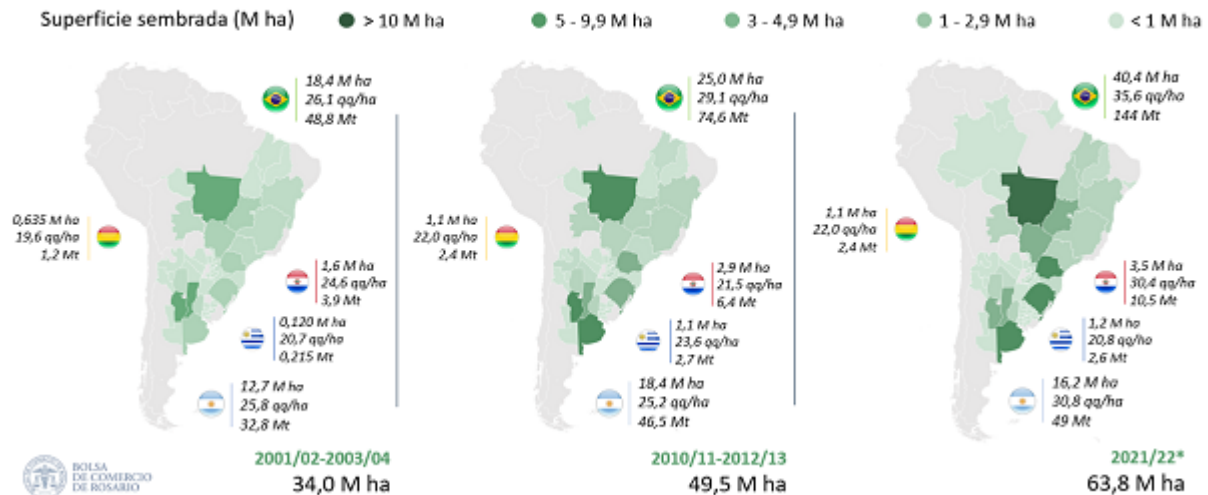 Superficie sembrada (M ha)
> 10 M ha
5 - 9,9 M ha
3 - 4,9 M ha
1 - 2,9 M ha
< 1 M ha
18,4 M ha
26,1 qq/ha
48,8 Mt
0,635 M ha
19,6 qq/ha
1,2 Mt
1,6 M ha
24,6 qq/ha
3,9 Mt
0,120 M ha
20,7 qq/ha
0,215 Mt
12,7 M ha
25,8 qq/ha
32,8 Mt
2001/02-2003/04
34,0 M ha
25,0 M ha
29,1 qq/ha
74,6 Mt
1,1 M ha
22,0 qq/ha
2,4 Mt
2,9 M ha
21,5 qq/ha
6,4 Mt
1,1 M ha
23,6 qq/ha
2,7 Mt
18,4 M ha
25,2 qq/ha
46,5 Mt
2010/11-2012/13
49,5 M ha
40,4 M ha
35,6 qq/ha
144 Mt
1,1 M ha
22,0 qq/ha
2,4 Mt
3,5 M ha
30,4 qq/ha
10,5 Mt
1,2 M ha
20,8 qq/ha
2,6 Mt
16,2 M ha
30,8 qq/ha
49 Mt
2021/22*
63,8 M ha
BOLSA
DE COMERCIO
DE ROSARIO